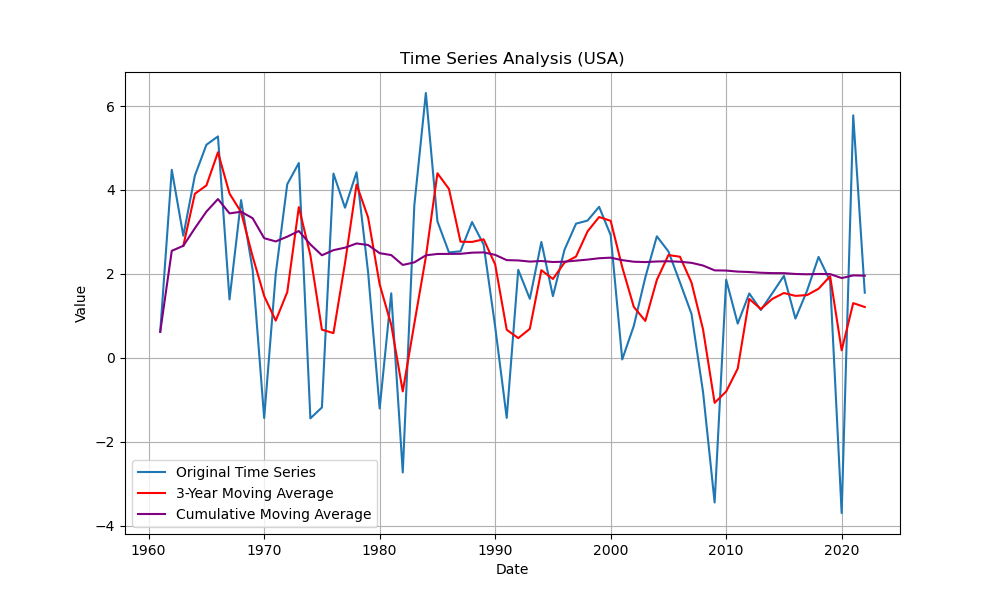 Time Series Analysis (USA)
6
4
2
0
−2
−4
Value
Original Time Series
3-Year Moving Average
Cumulative Moving Average
1960 1970 1980 1990 2000 2010 2020
Date